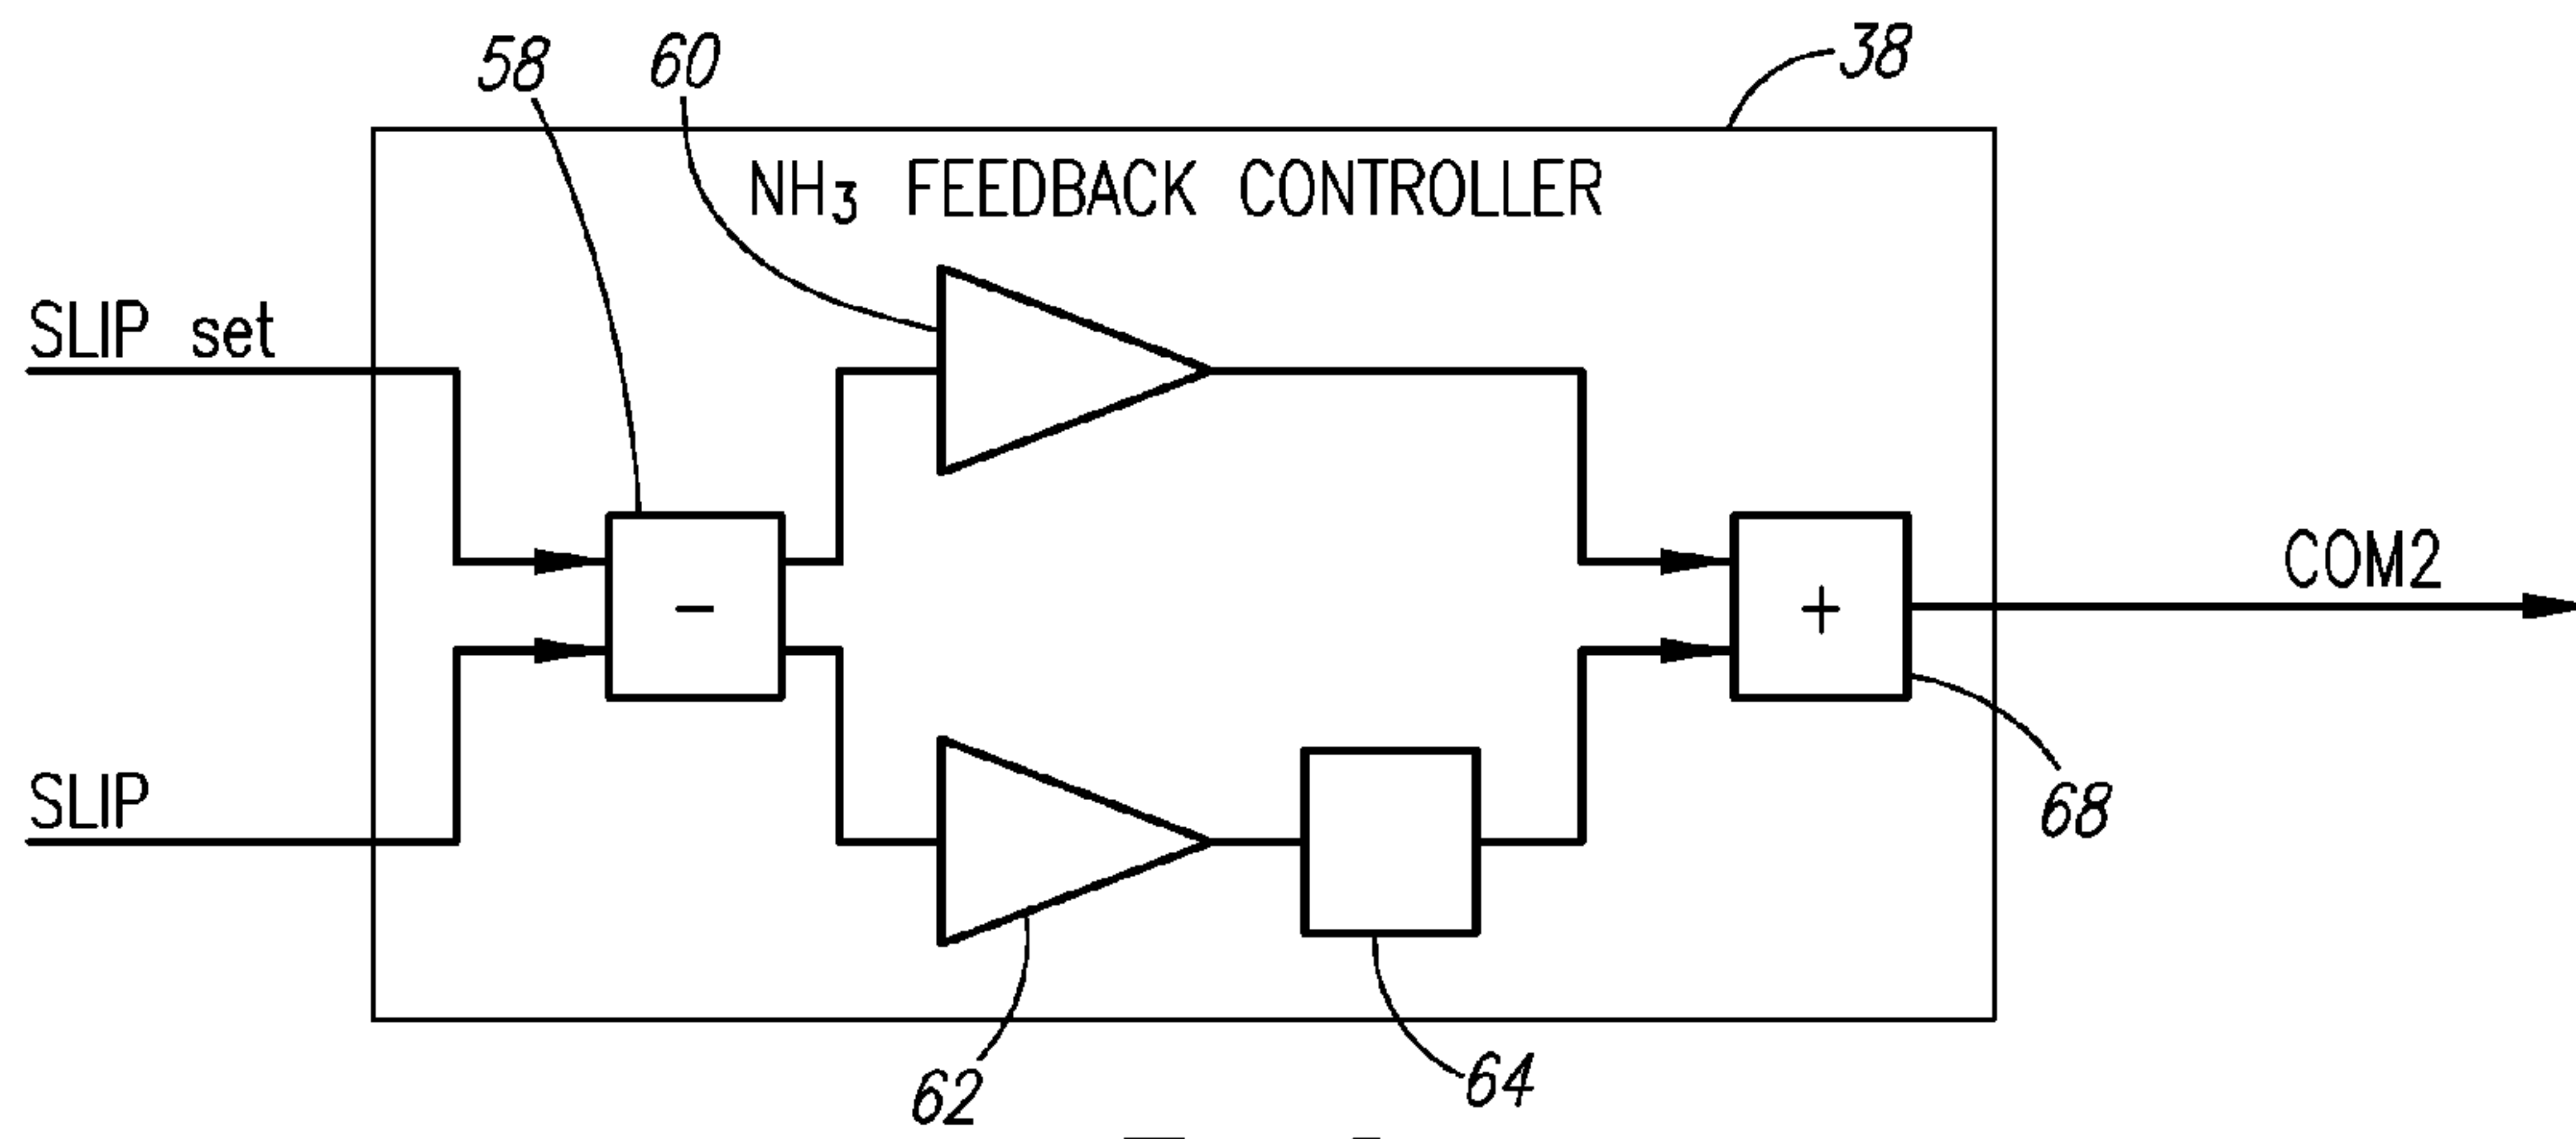 58
60
38
NH₃ FEEDBACK CONTROLLER
SLIP set
-
+
COM2
SLIP
68
62
64